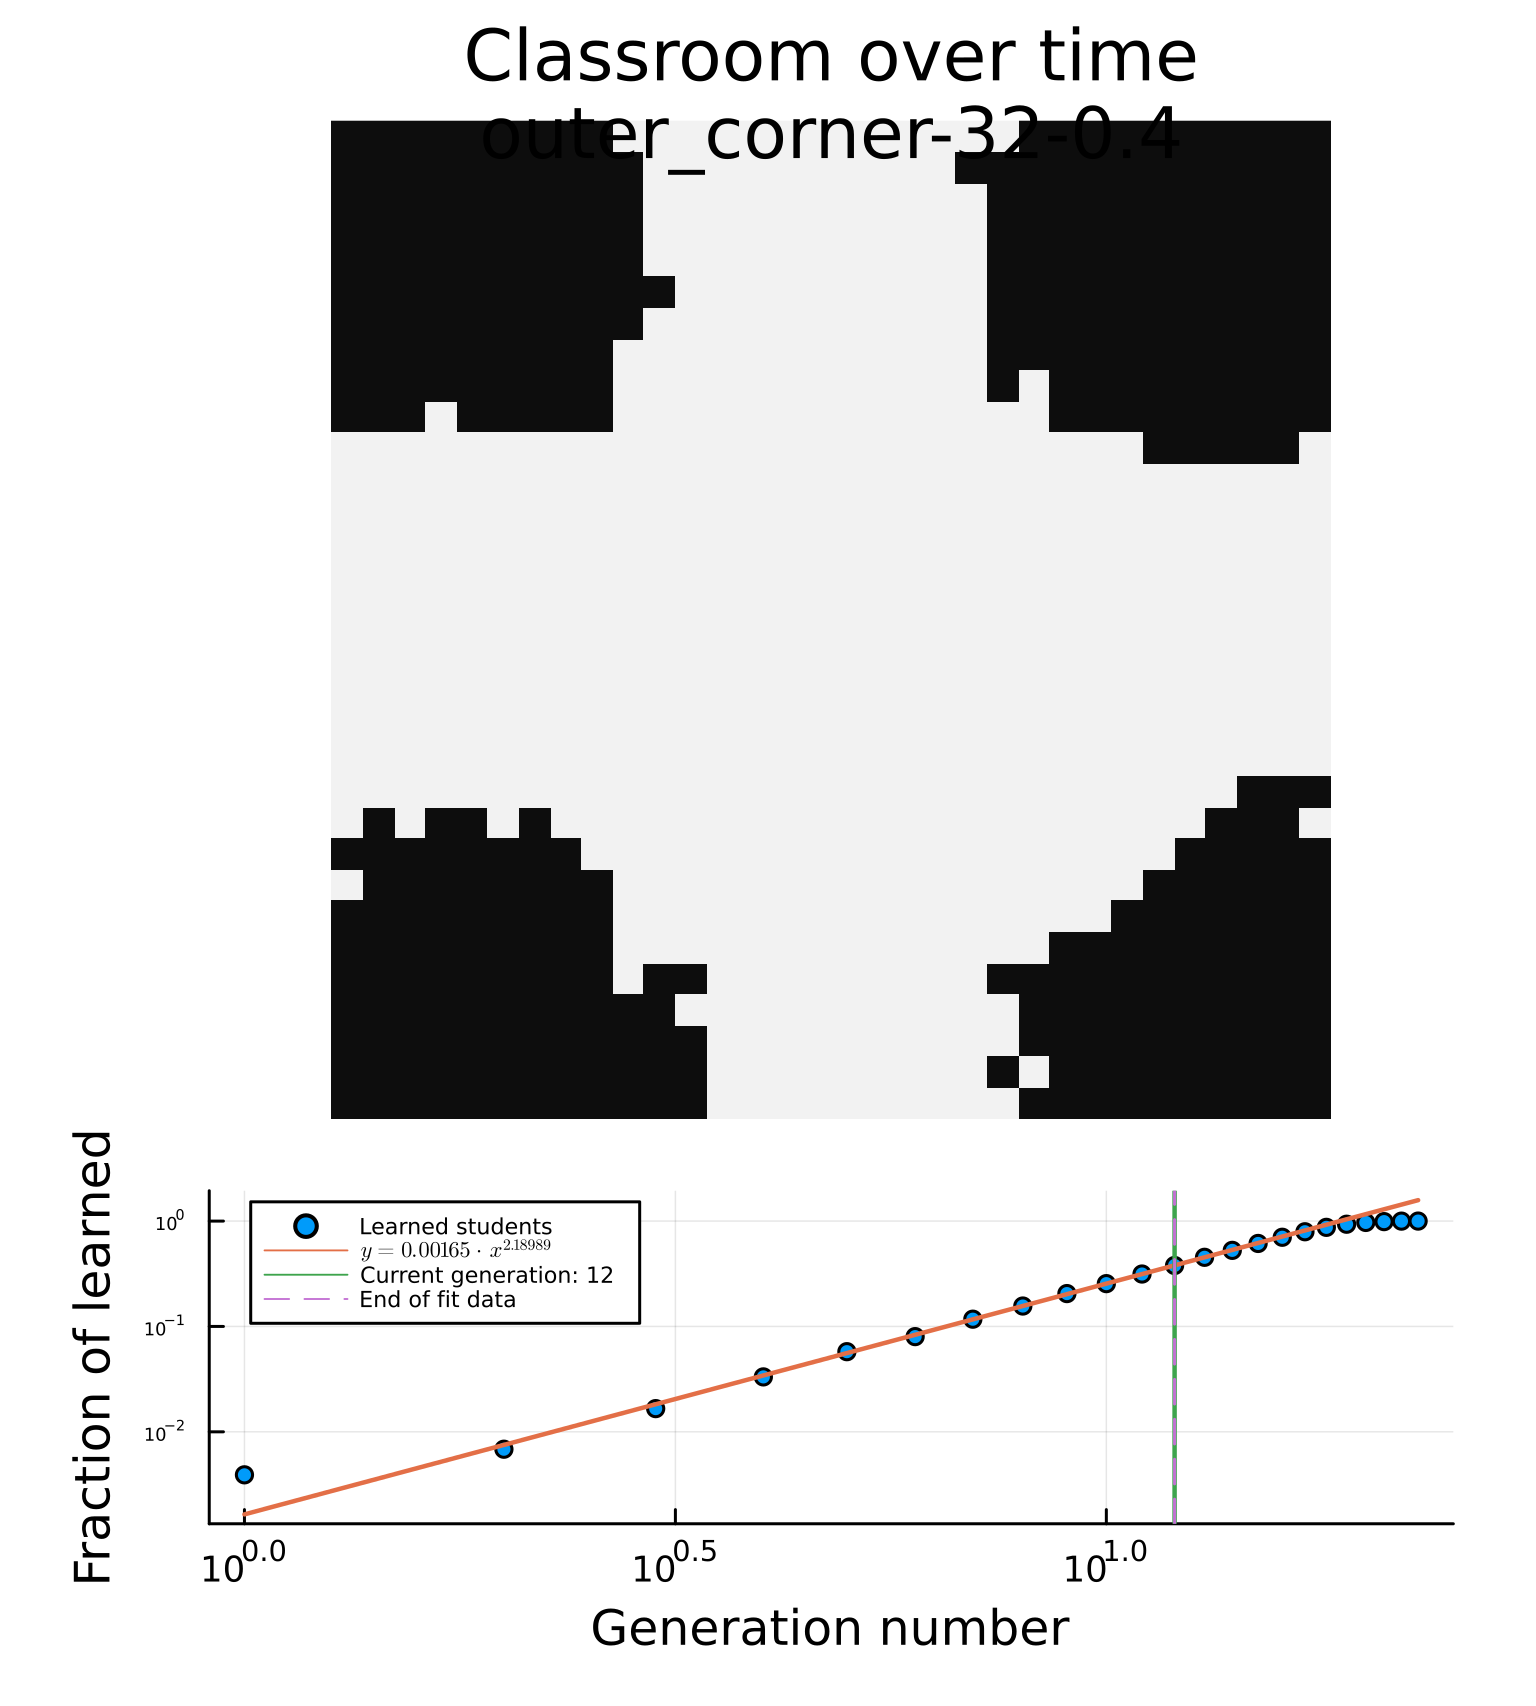 Classroom over time
outer_corner-32-0.4
Fraction of learned
10^0
10^−1
10^−2
Learned students
y = 0.00165 · x^2.18989
Current generation: 12
End of fit data
10^0.0 10^0.5 10^1.0
Generation number